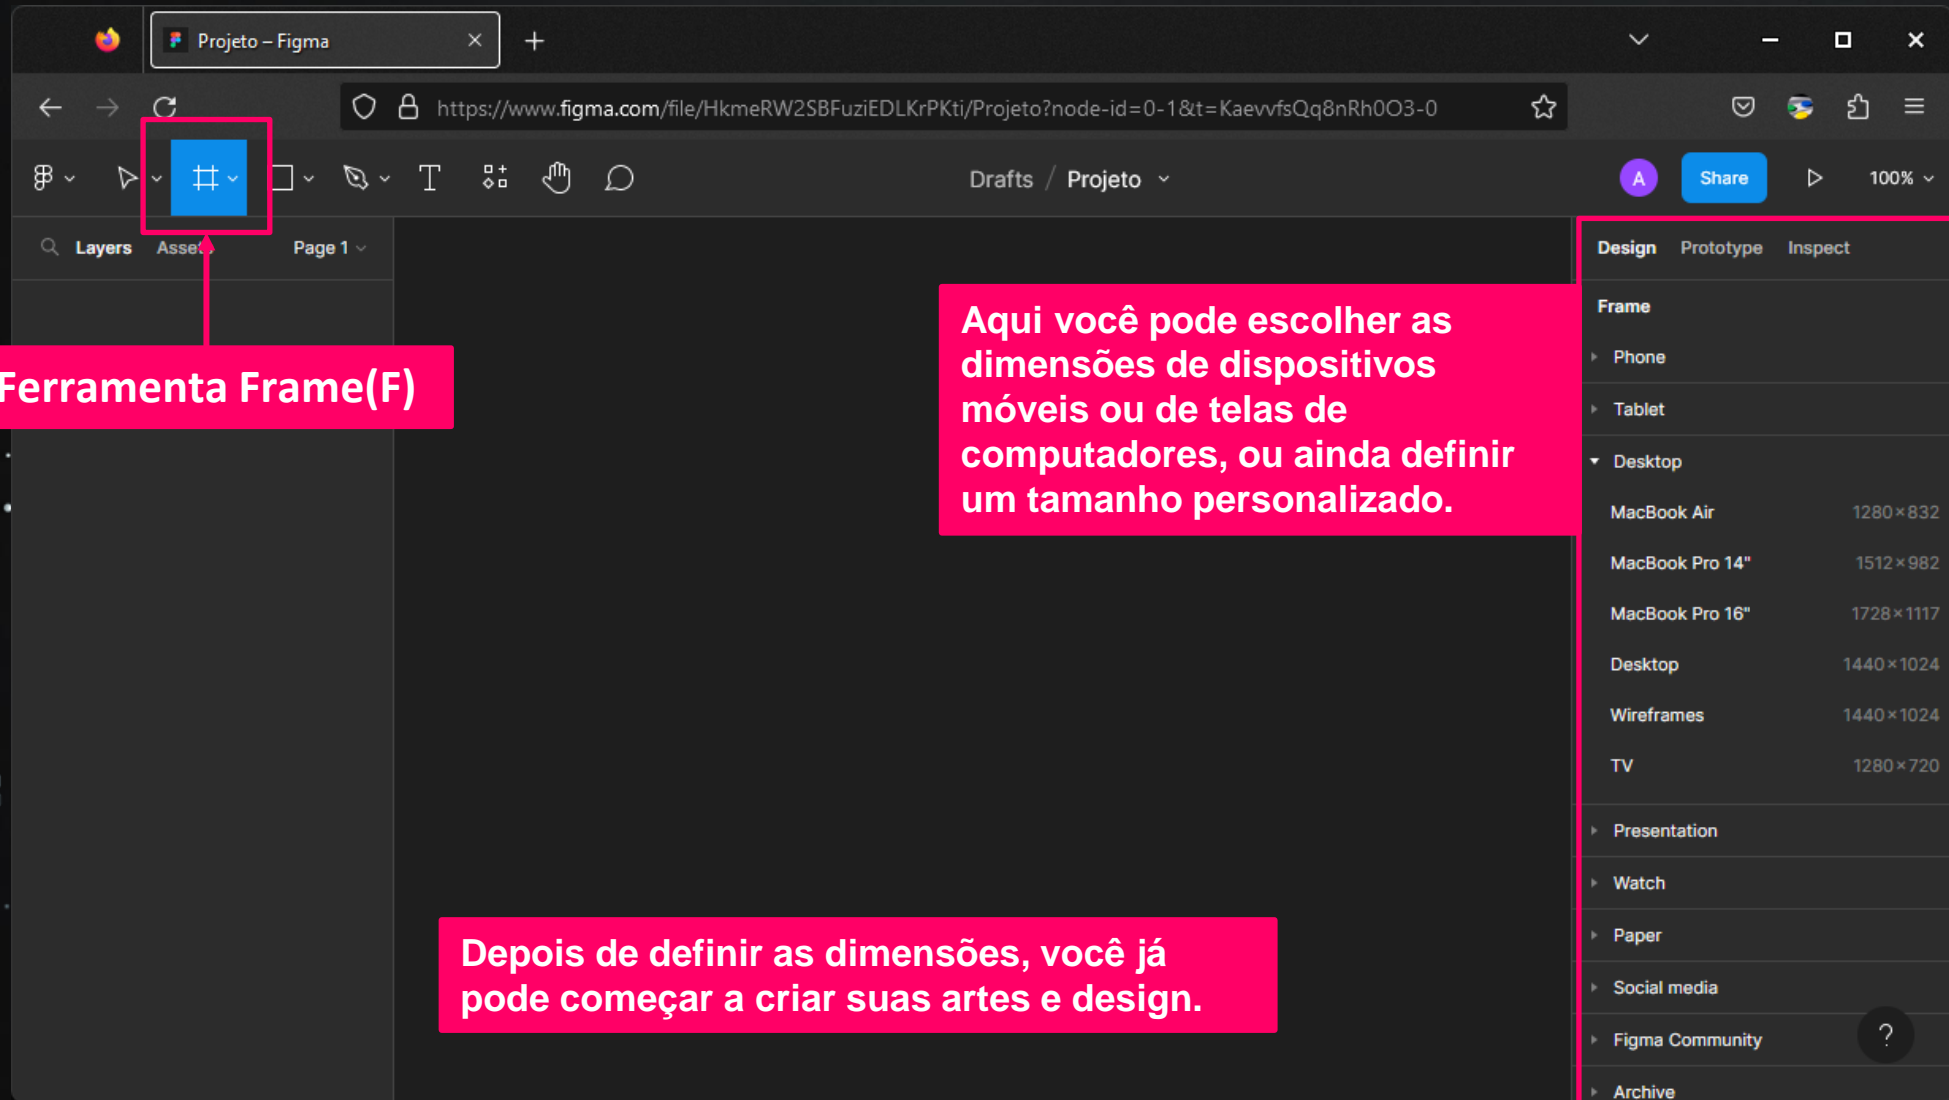 Projeto – Figma
https://www.figma.com/file/HkmeRW2SBFuziEDLKrPKti/Projeto?node-id=0-1&t=KaevvfsQq8nRh0O3-0
Drafts / Projeto
A
Share
100%
Layers Assets Page 1
Design Prototype Inspect
Ferramenta Frame(F)
Aqui você pode escolher as
dimensões de dispositivos
móveis ou de telas de
computadores, ou ainda definir
um tamanho personalizado.
Frame
Phone
Tablet
Desktop
MacBook Air 1280×832
MacBook Pro 14" 1512×982
MacBook Pro 16" 1728×1117
Desktop 1440×1024
Wireframes 1440×1024
TV 1280×720
Presentation
Watch
Paper
Social media
Figma Community
?
Archive
Depois de definir as dimensões, você já
pode começar a criar suas artes e design.